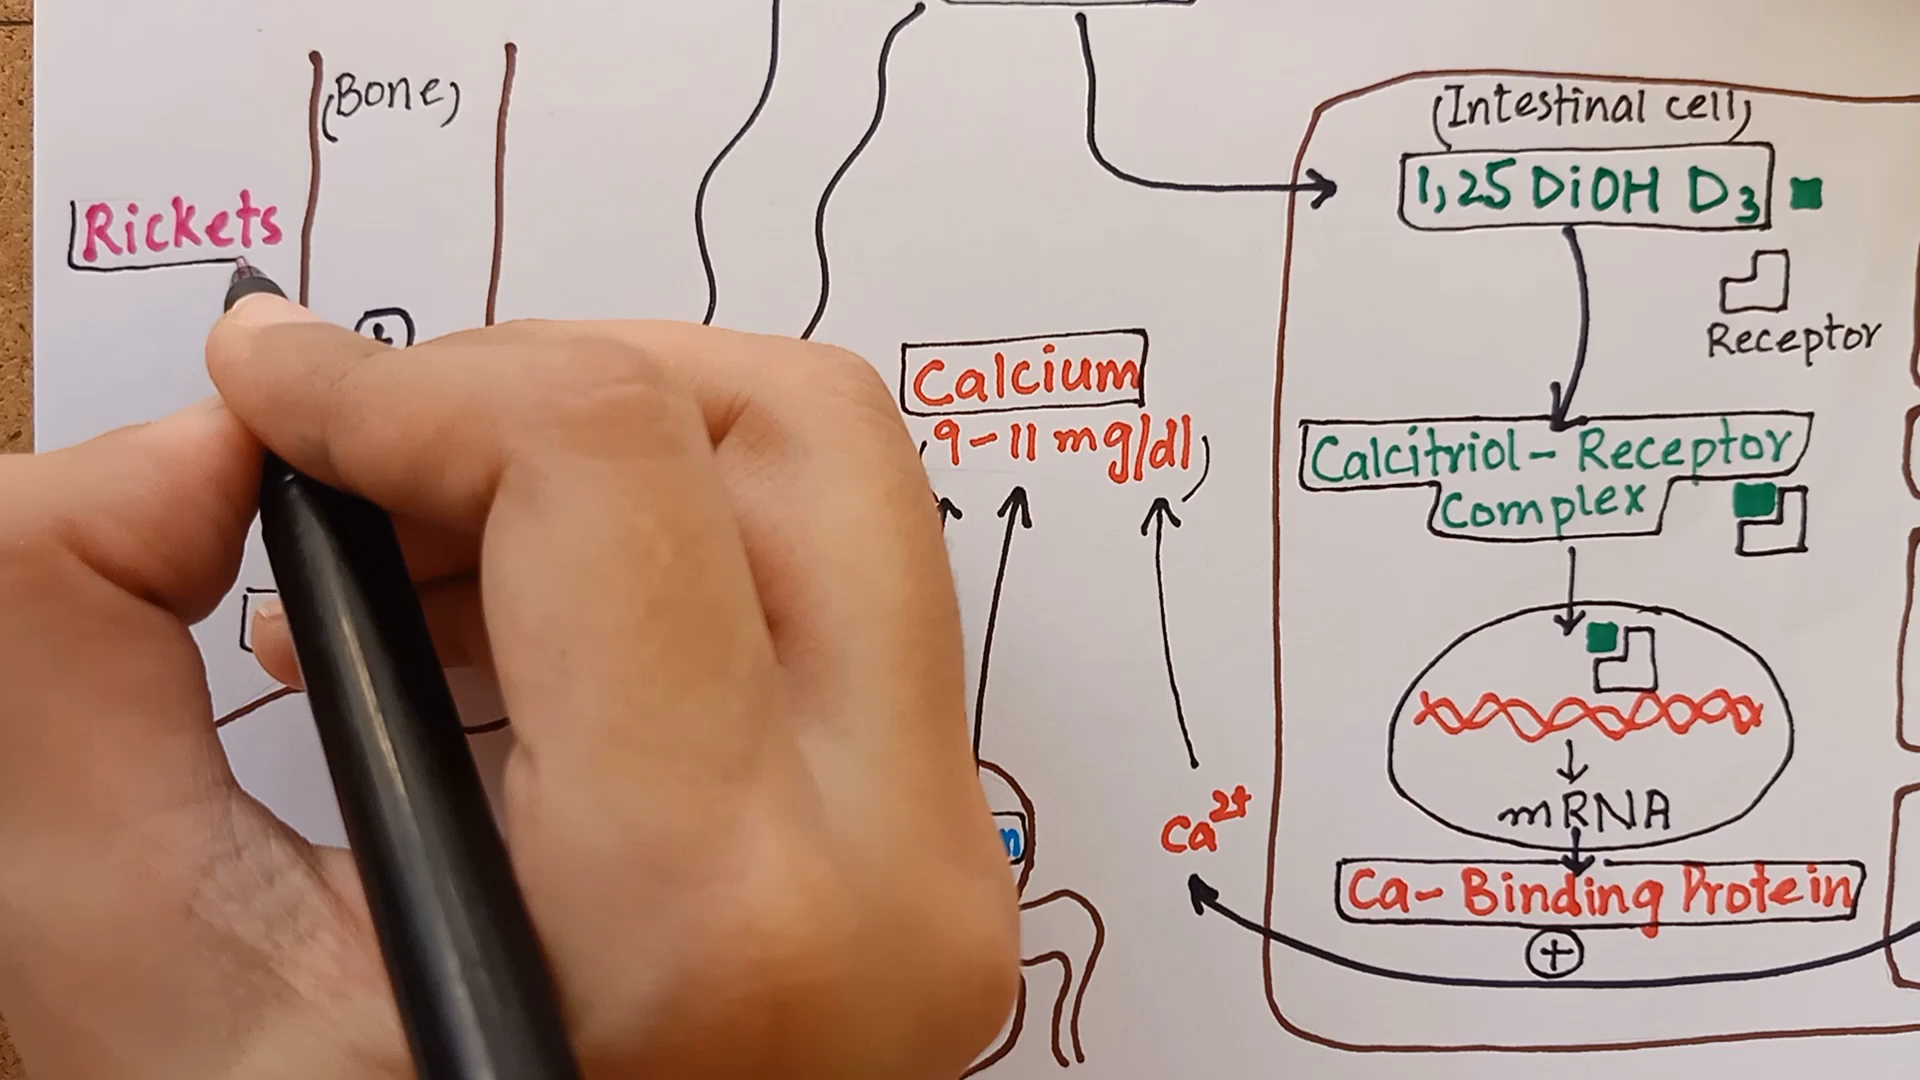 (Bone)
Rickets
Calcium
(9-11 mg/dl)
Ca2+
(Intestinal cell)
1,25 DiOH D3
Receptor
Calcitriol-Receptor
Complex
mRNA
Ca-Binding Protein
+
+